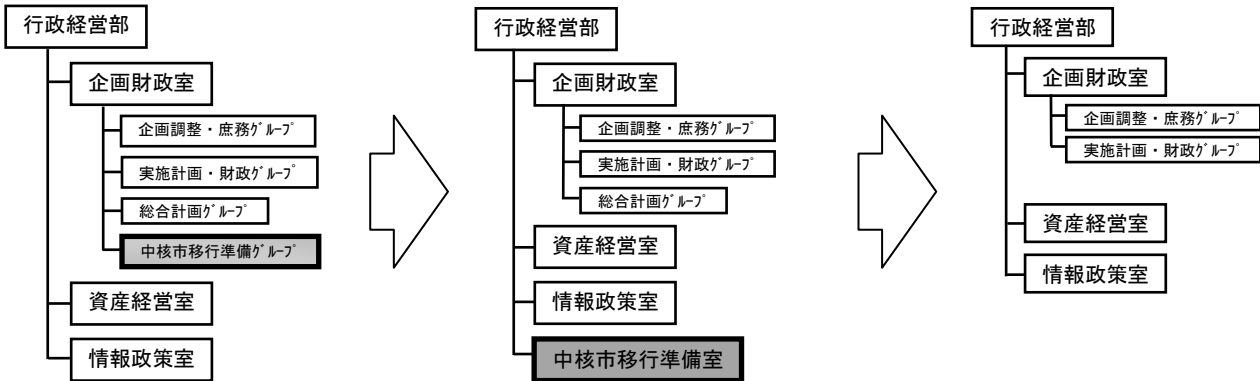 行政経営部
企画財政室
企画調整・庶務ｸﾞﾙｰﾌﾟ
実施計画・財政ｸﾞﾙｰﾌﾟ
総合計画ｸﾞﾙｰﾌﾟ
中核市移行準備ｸﾞﾙｰﾌﾟ
資産経営室
情報政策室
行政経営部
企画財政室
企画調整・庶務ｸﾞﾙｰﾌﾟ
実施計画・財政ｸﾞﾙｰﾌﾟ
総合計画ｸﾞﾙｰﾌﾟ
資産経営室
情報政策室
中核市移行準備室
行政経営部
企画財政室
企画調整・庶務ｸﾞﾙｰﾌﾟ
実施計画・財政ｸﾞﾙｰﾌﾟ
資産経営室
情報政策室